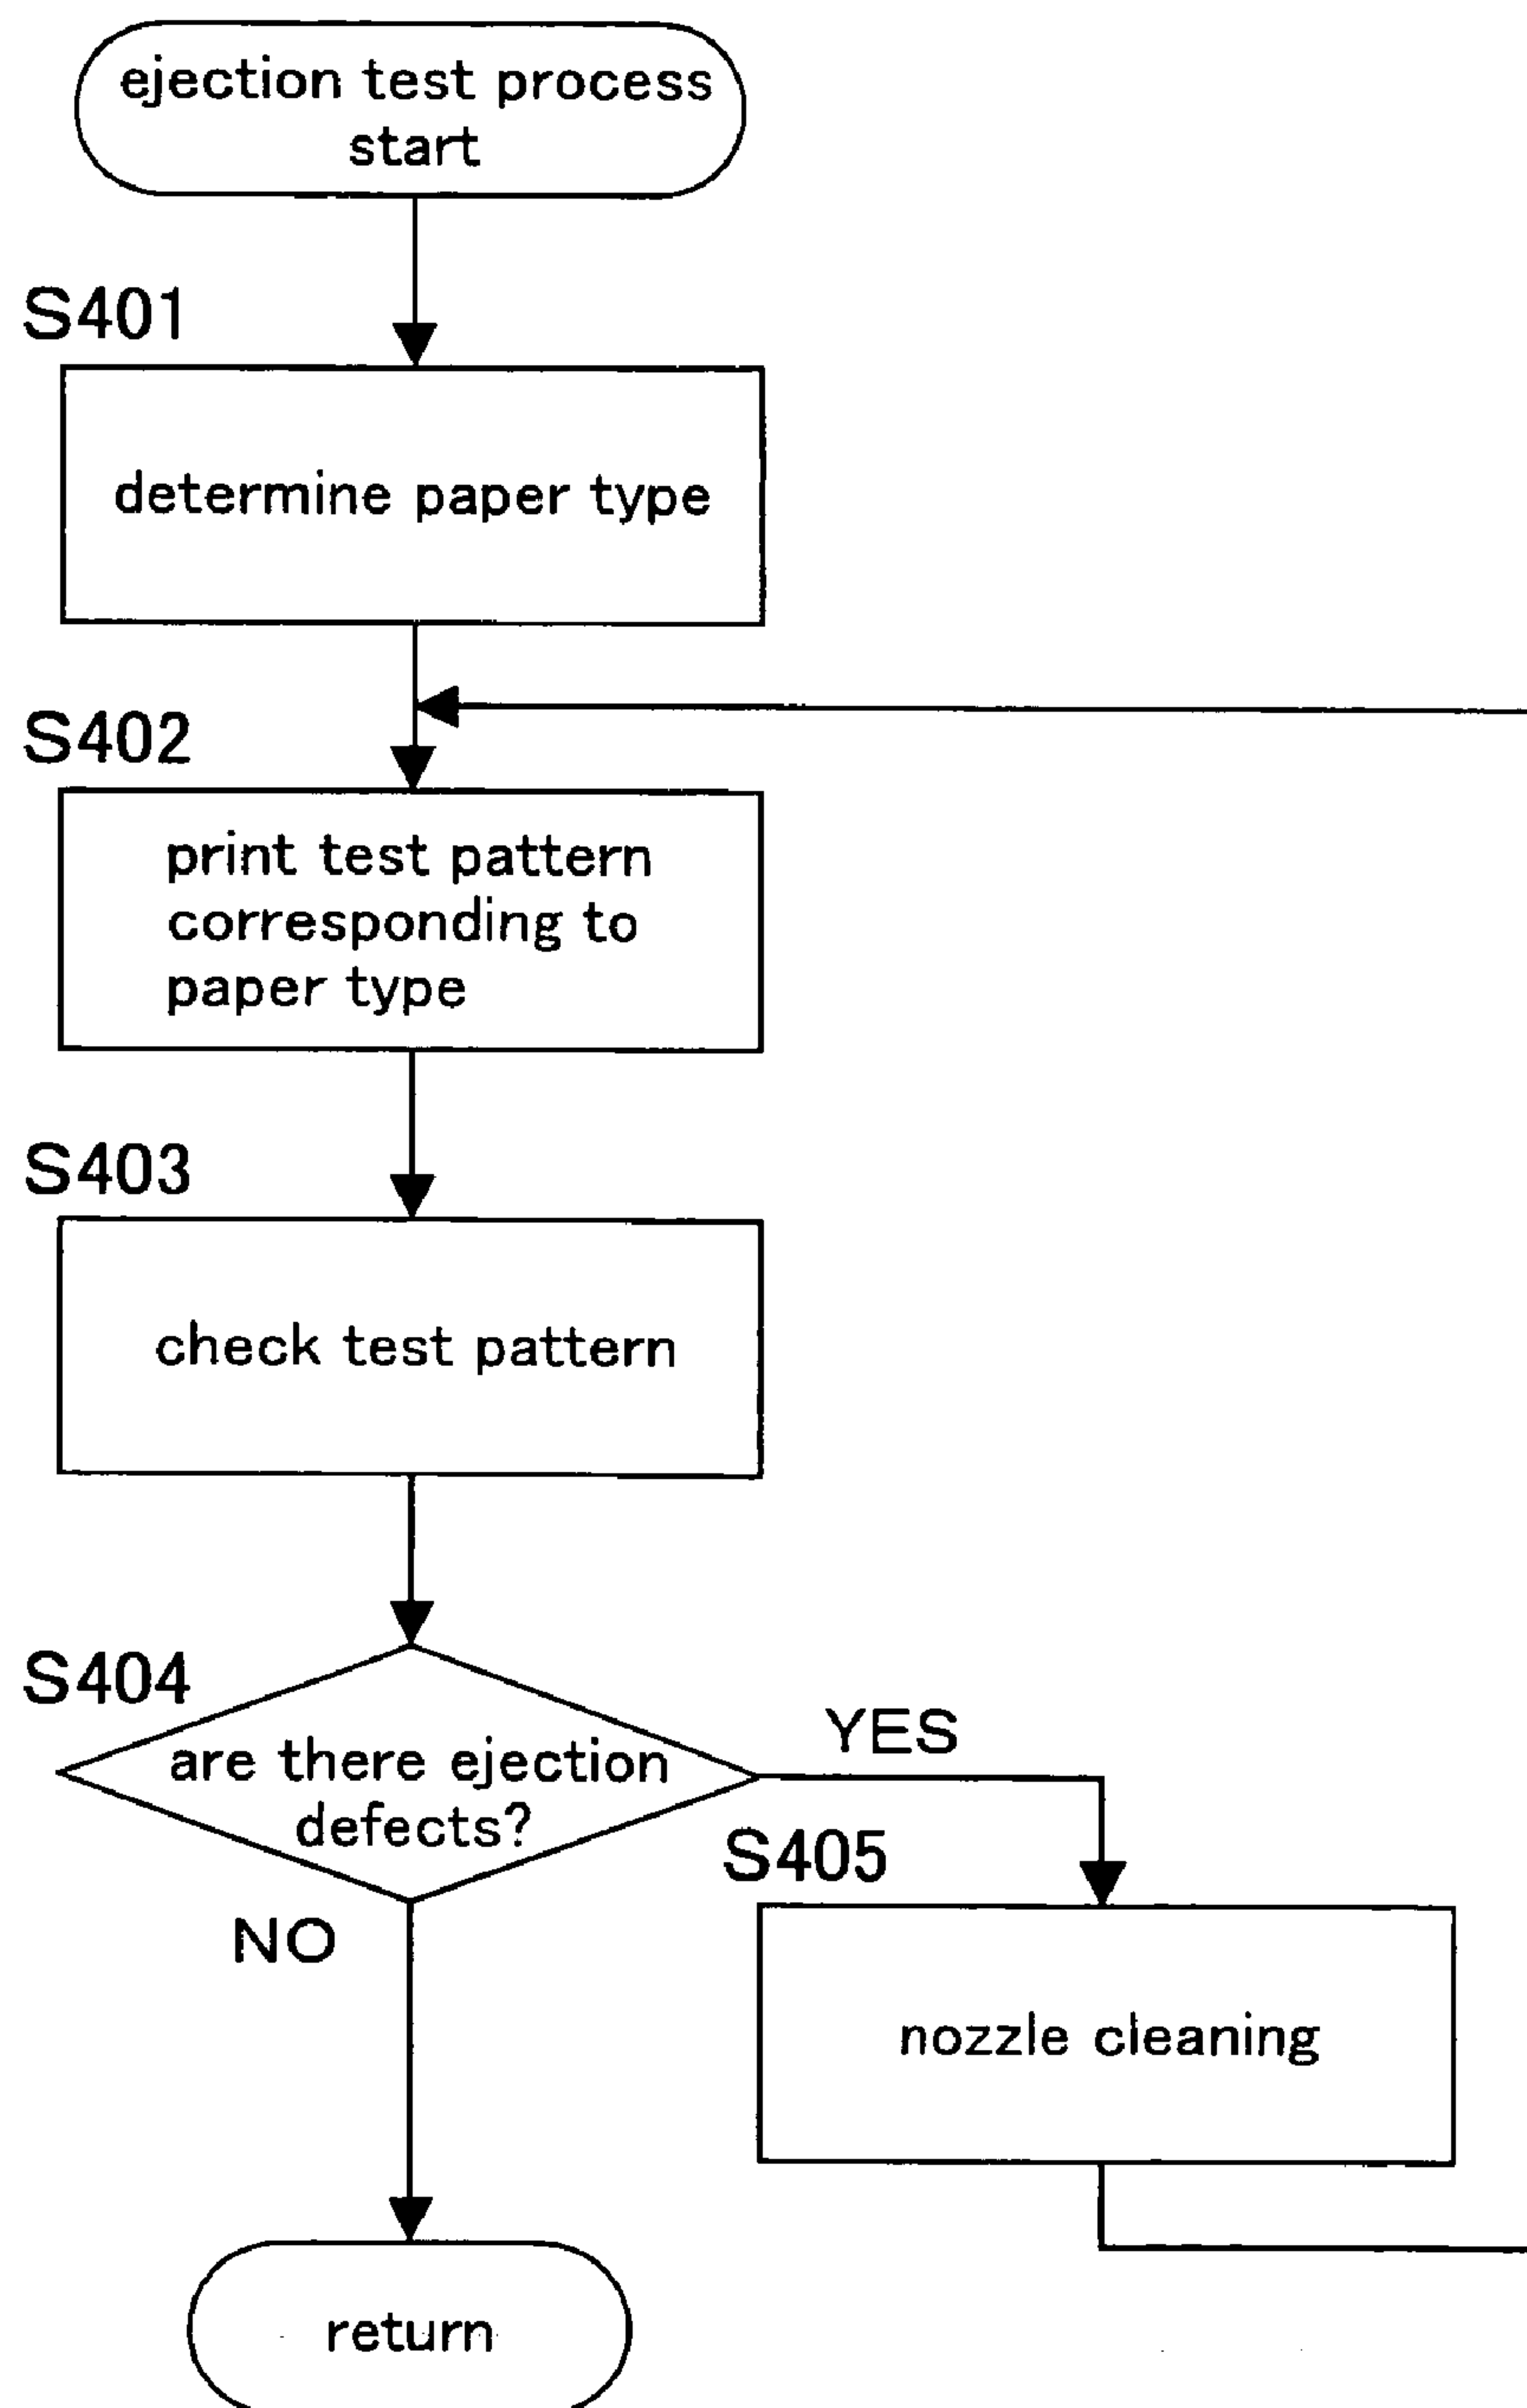 ejection test process
start
S401
determine paper type
S402
print test pattern
corresponding to
paper type
S403
check test pattern
S404
are there ejection
defects?
YES
NO
S405
nozzle cleaning
return